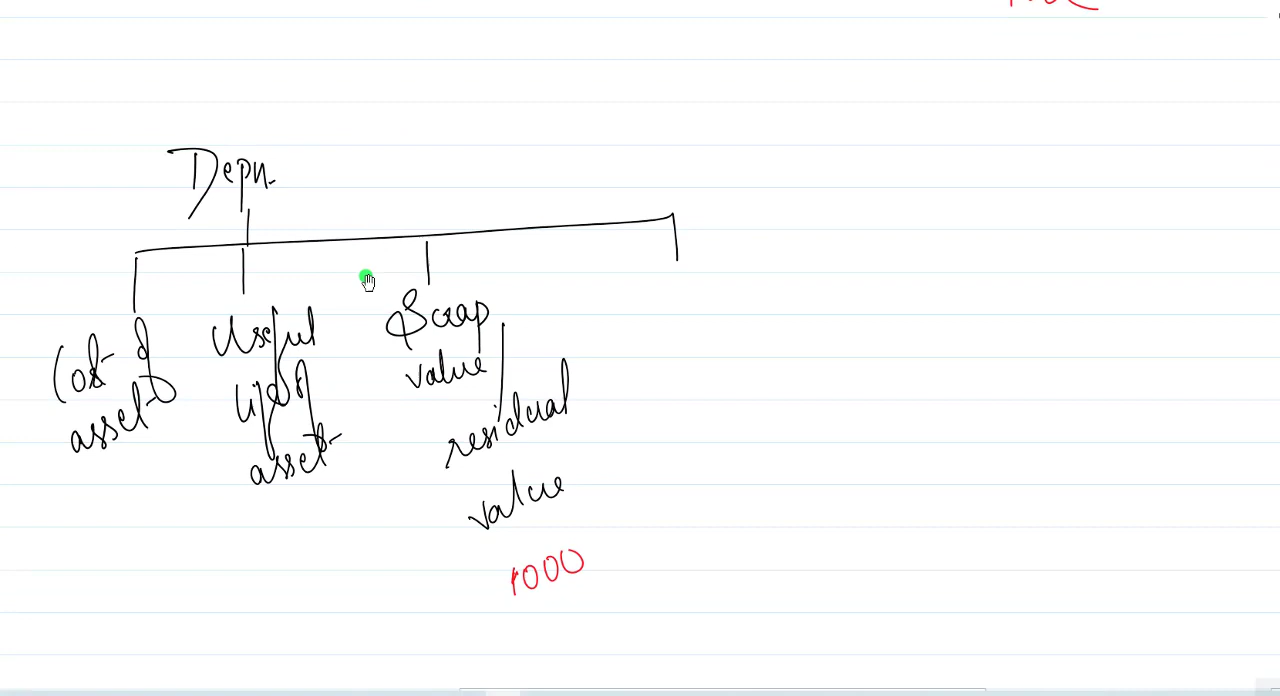 Depn.
Cost of
asset
Useful
life of
asset
Scrap
value /
residual
value
1000